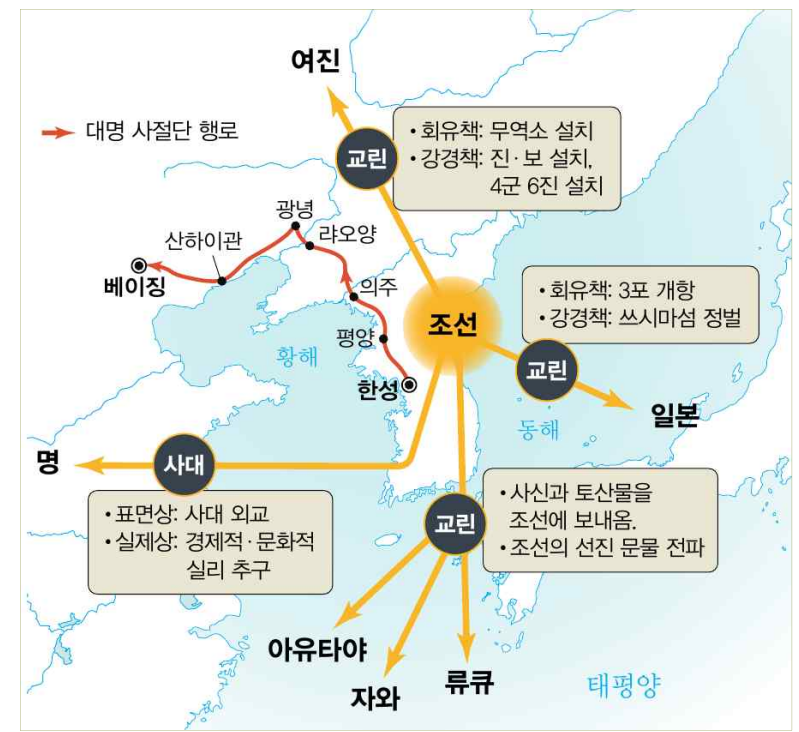 여진
대명 사절단 행로
교린
• 회유책: 무역소 설치
• 강경책: 진·보 설치,
4군 6진 설치
광녕
랴오양
산하이관
베이징
의주
평양
한성
황해
조선
• 회유책: 3포 개항
• 강경책: 쓰시마섬 정벌
교린
일본
동해
명
사대
• 표면상: 사대 외교
• 실제상: 경제적·문화적
실리 추구
교린
• 사신과 토산물을
조선에 보내옴.
• 조선의 선진 문물 전파
아유타야
자와
류큐
태평양